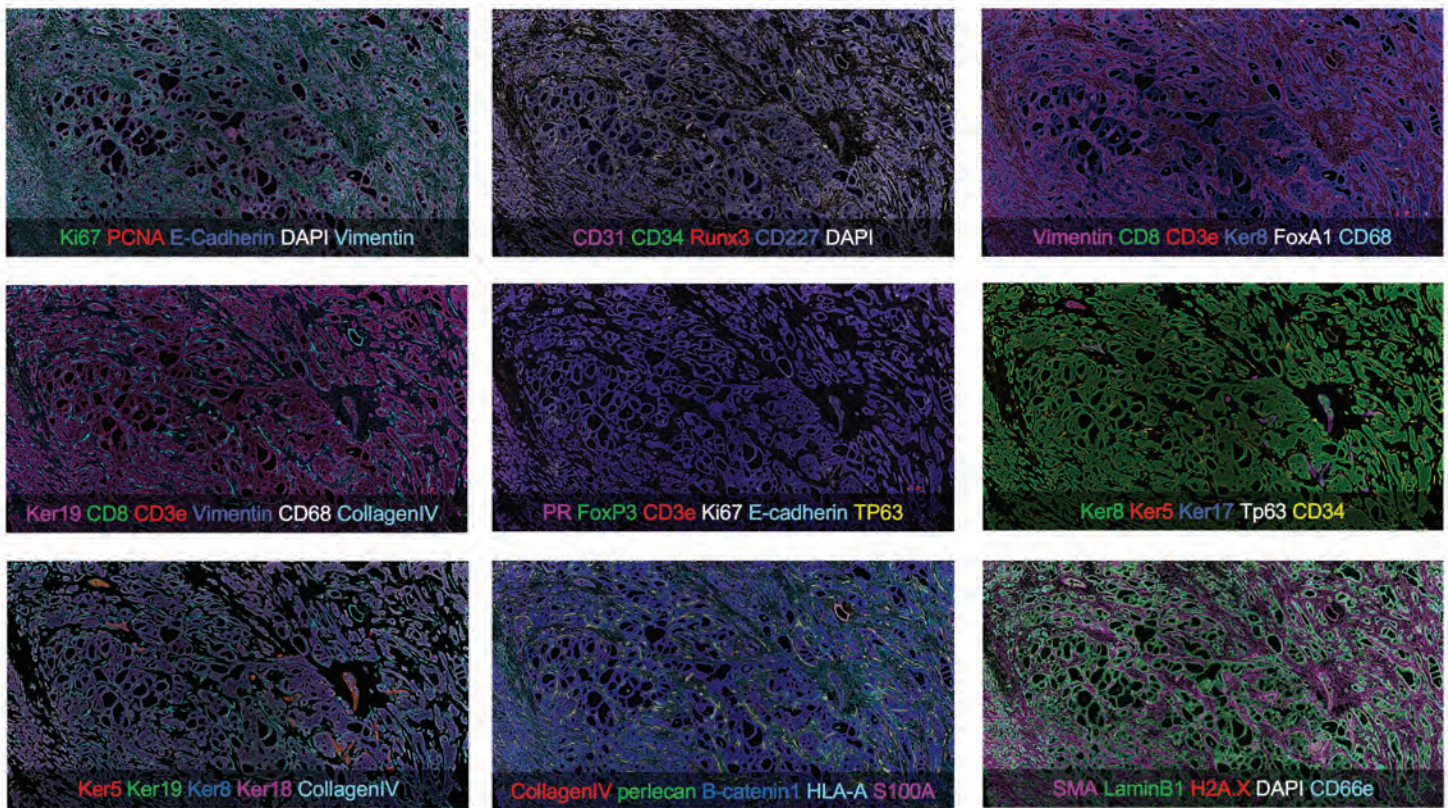 Ki67 PCNA E-Cadherin DAPI Vimentin
CD31 CD34 Runx3 CD227 DAPI
Vimentin CD8 CD3e Ker8 FoxA1 CD68
Ker19 CD8 CD3e Vimentin CD68 CollagenIV
PR FoxP3 CD3e Ki67 E-cadherin TP63
Ker8 Ker5 Ker17 Tp63 CD34
Ker5 Ker19 Ker8 Ker18 CollagenIV
CollagenIV perlecan B-catenin1 HLA-A S100A
SMA LaminB1 H2A.X DAPI CD66e